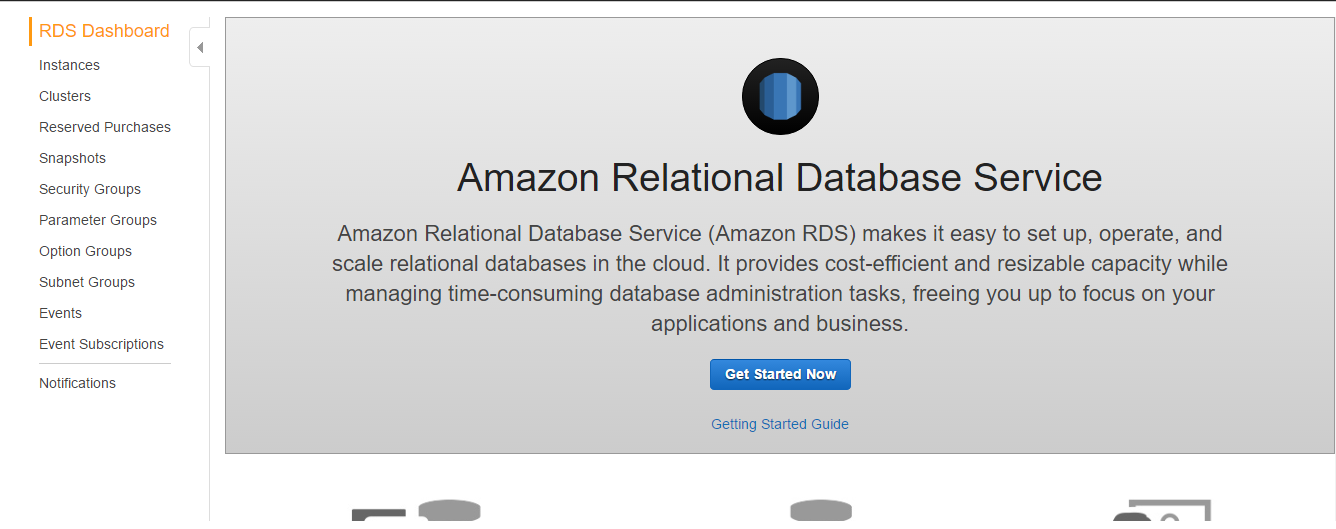 RDS Dashboard
Instances
Clusters
Reserved Purchases
Snapshots
Security Groups
Parameter Groups
Option Groups
Subnet Groups
Events
Event Subscriptions
Notifications
Amazon Relational Database Service
Amazon Relational Database Service (Amazon RDS) makes it easy to set up, operate, and
scale relational databases in the cloud. It provides cost-efficient and resizable capacity while
managing time-consuming database administration tasks, freeing you up to focus on your
applications and business.
Get Started Now
Getting Started Guide